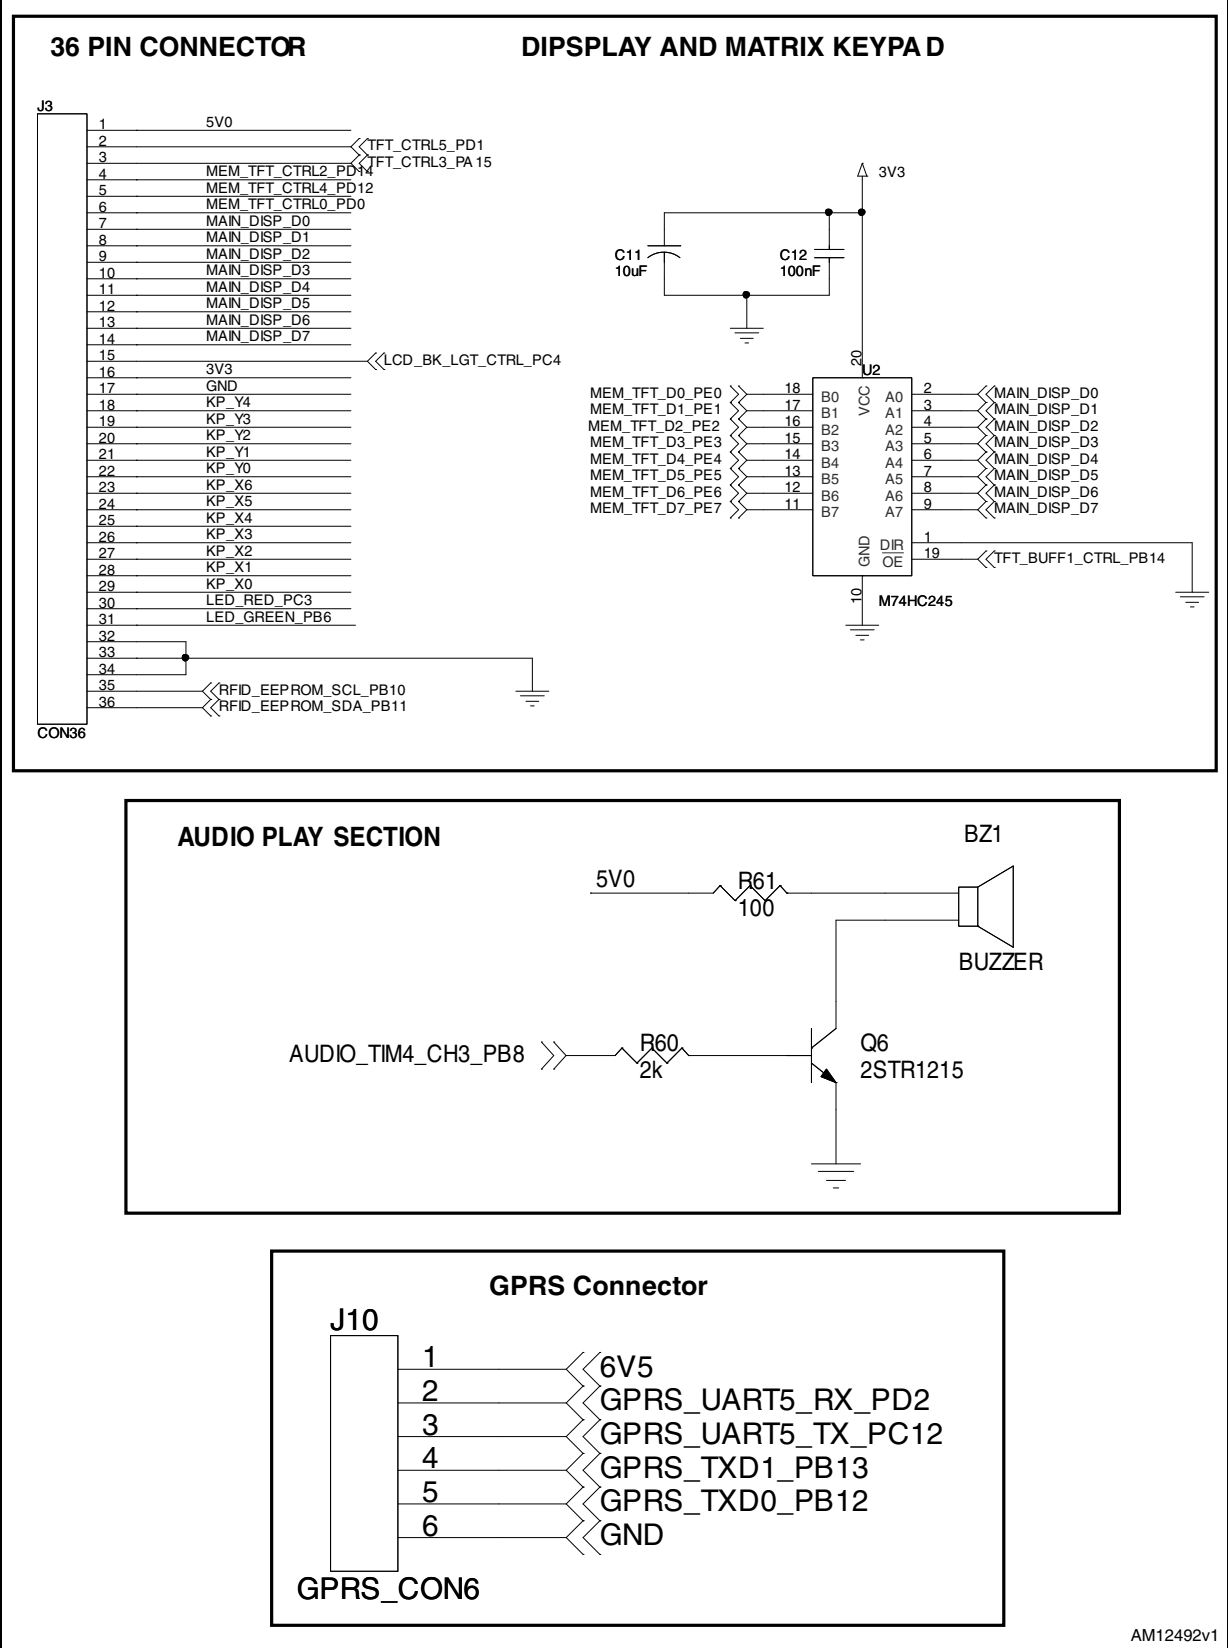 36 PIN CONNECTOR
DIPSPLAY AND MATRIX KEYPAD
J3
1 5V0
2 TFT_CTRL5_PD1
3 TFT_CTRL3_PA15
4 MEM_TFT_CTRL2_PD14
5 MEM_TFT_CTRL4_PD12
6 MEM_TFT_CTRL0_PD0
7 MAIN_DISP_D0
8 MAIN_DISP_D1
9 MAIN_DISP_D2
10 MAIN_DISP_D3
11 MAIN_DISP_D4
12 MAIN_DISP_D5
13 MAIN_DISP_D6
14 MAIN_DISP_D7
15 LCD_BK_LGT_CTRL_PC4
16 3V3
17 GND
18 KP_Y4
19 KP_Y3
20 KP_Y2
21 KP_Y1
22 KP_Y0
23 KP_X6
24 KP_X5
25 KP_X4
26 KP_X3
27 KP_X2
28 KP_X1
29 KP_X0
30 LED_RED_PC3
31 LED_GREEN_PB6
32
33
34
35 RFID_EEPROM_SCL_PB10
36 RFID_EEPROM_SDA_PB11
CON36
3V3
C11
10uF
C12
100nF
20
U2
VCC
MEM_TFT_D0_PE0 18 B0 A0 2 MAIN_DISP_D0
MEM_TFT_D1_PE1 17 B1 A1 3 MAIN_DISP_D1
MEM_TFT_D2_PE2 16 B2 A2 4 MAIN_DISP_D2
MEM_TFT_D3_PE3 15 B3 A3 5 MAIN_DISP_D3
MEM_TFT_D4_PE4 14 B4 A4 6 MAIN_DISP_D4
MEM_TFT_D5_PE5 13 B5 A5 7 MAIN_DISP_D5
MEM_TFT_D6_PE6 12 B6 A6 8 MAIN_DISP_D6
MEM_TFT_D7_PE7 11 B7 A7 9 MAIN_DISP_D7
GND
DIR 1
OE 19 TFT_BUFF1_CTRL_PB14
10
M74HC245
AUDIO PLAY SECTION
BZ1
5V0
R61
100
BUZZER
AUDIO_TIM4_CH3_PB8
R60
2k
Q6
2STR1215
GPRS Connector
J10
1 6V5
2 GPRS_UART5_RX_PD2
3 GPRS_UART5_TX_PC12
4 GPRS_TXD1_PB13
5 GPRS_TXD0_PB12
6 GND
GPRS_CON6
AM12492v1